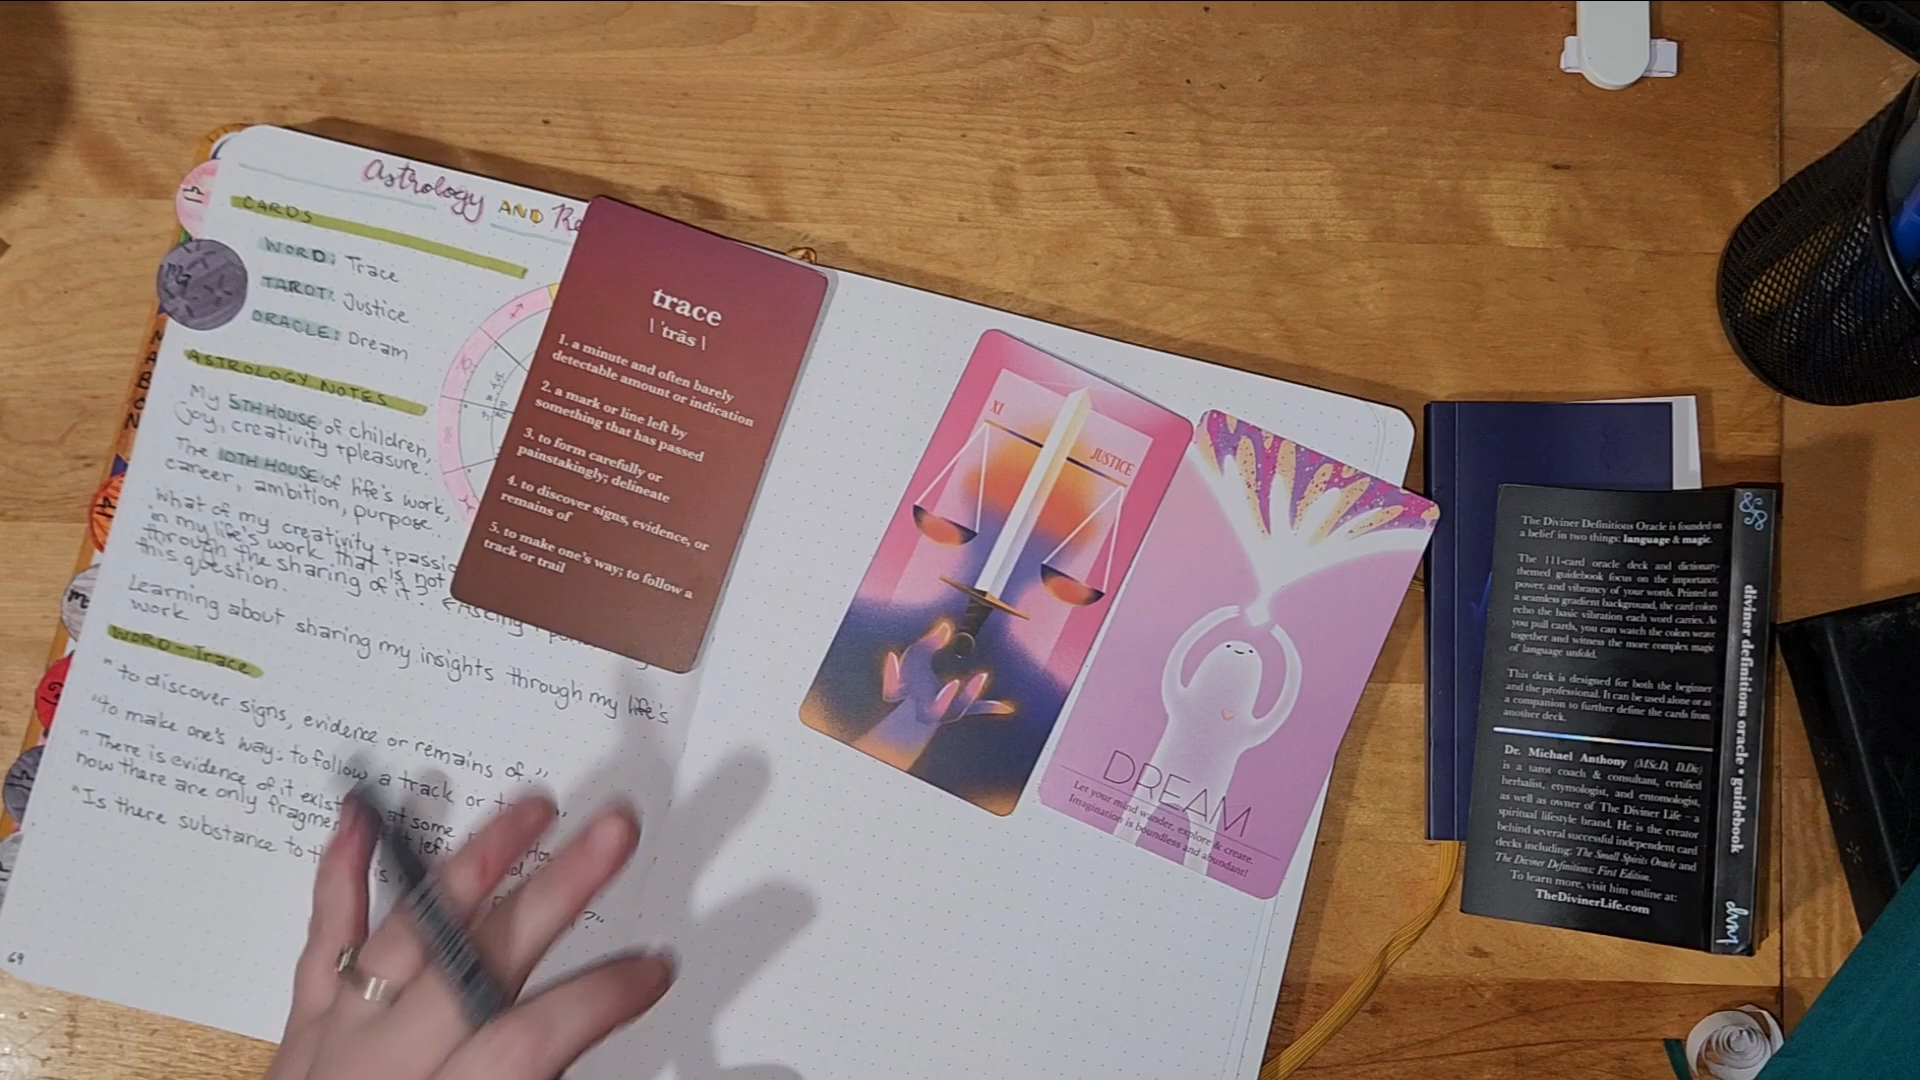 Astrology AND Re
CARDS
WORD: Trace
TAROT: Justice
ORACLE: Dream
ASTROLOGY NOTES
My 5TH HOUSE of children,
joy, creativity + pleasure.
The 10TH HOUSE of life's work,
career, ambition, purpose..
What of my creativity + passio
in my life's work that is not
through the sharing of it?
this question.
Learning about sharing my insights through my life's
work
WORD - Trace
"to discover signs, evidence or remains of."
"to make one's way; to follow a track or
"There is evidence of it exist at some
now there are only fragmen left
"Is there substance to th is
?"
69
MABON
trace
\ ˈtrās \
1. a minute and often barely
detectable amount or indication
2. a mark or line left by
something that has passed
3. to form carefully or
painstakingly; delineate
4. to discover signs, evidence, or
remains of
5. to make one's way; to follow a
track or trail
XI
JUSTICE
DREAM
Let your mind wander, explore & create.
Imagination is boundless and abundant!
The Diviner Definitions Oracle is founded on
a belief in two things: language & magic.
The 111-card oracle deck and dictionary-
themed guidebook focus on the importance,
power, and vibrancy of your words. Printed on
a seamless gradient background, the card colors
echo the basic vibration each word carries. As
you pull cards, you can watch the colors weave
together and witness the more complex magic
of language unfold.
This deck is designed for both the beginner
and the professional. It can be used alone or as
a companion to further define the cards from
another deck.
Dr. Michael Anthony (MSc.D, D.Div)
is a tarot coach & consultant, certified
herbalist, etymologist, and entomologist,
as well as owner of The Diviner Life – a
spiritual lifestyle brand. He is the creator
behind several successful independent card
decks including: The Small Spirits Oracle and
The Diviner Definitions: First Edition.
To learn more, visit him online at:
TheDivinerLife.com
diviner definitions oracle • guidebook